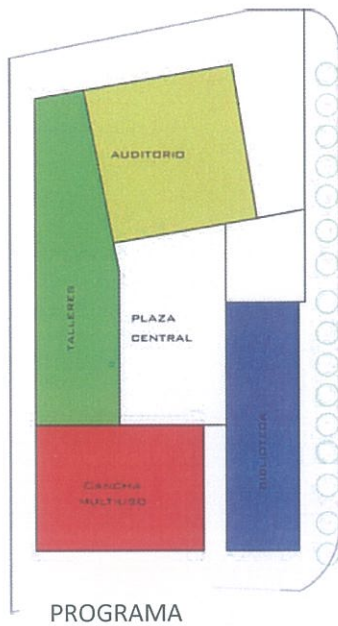 AUDITORIO
TALLERES
PLAZA
CENTRAL
BIBLIOTECA
CANCHA
MULTIUSO
PROGRAMA